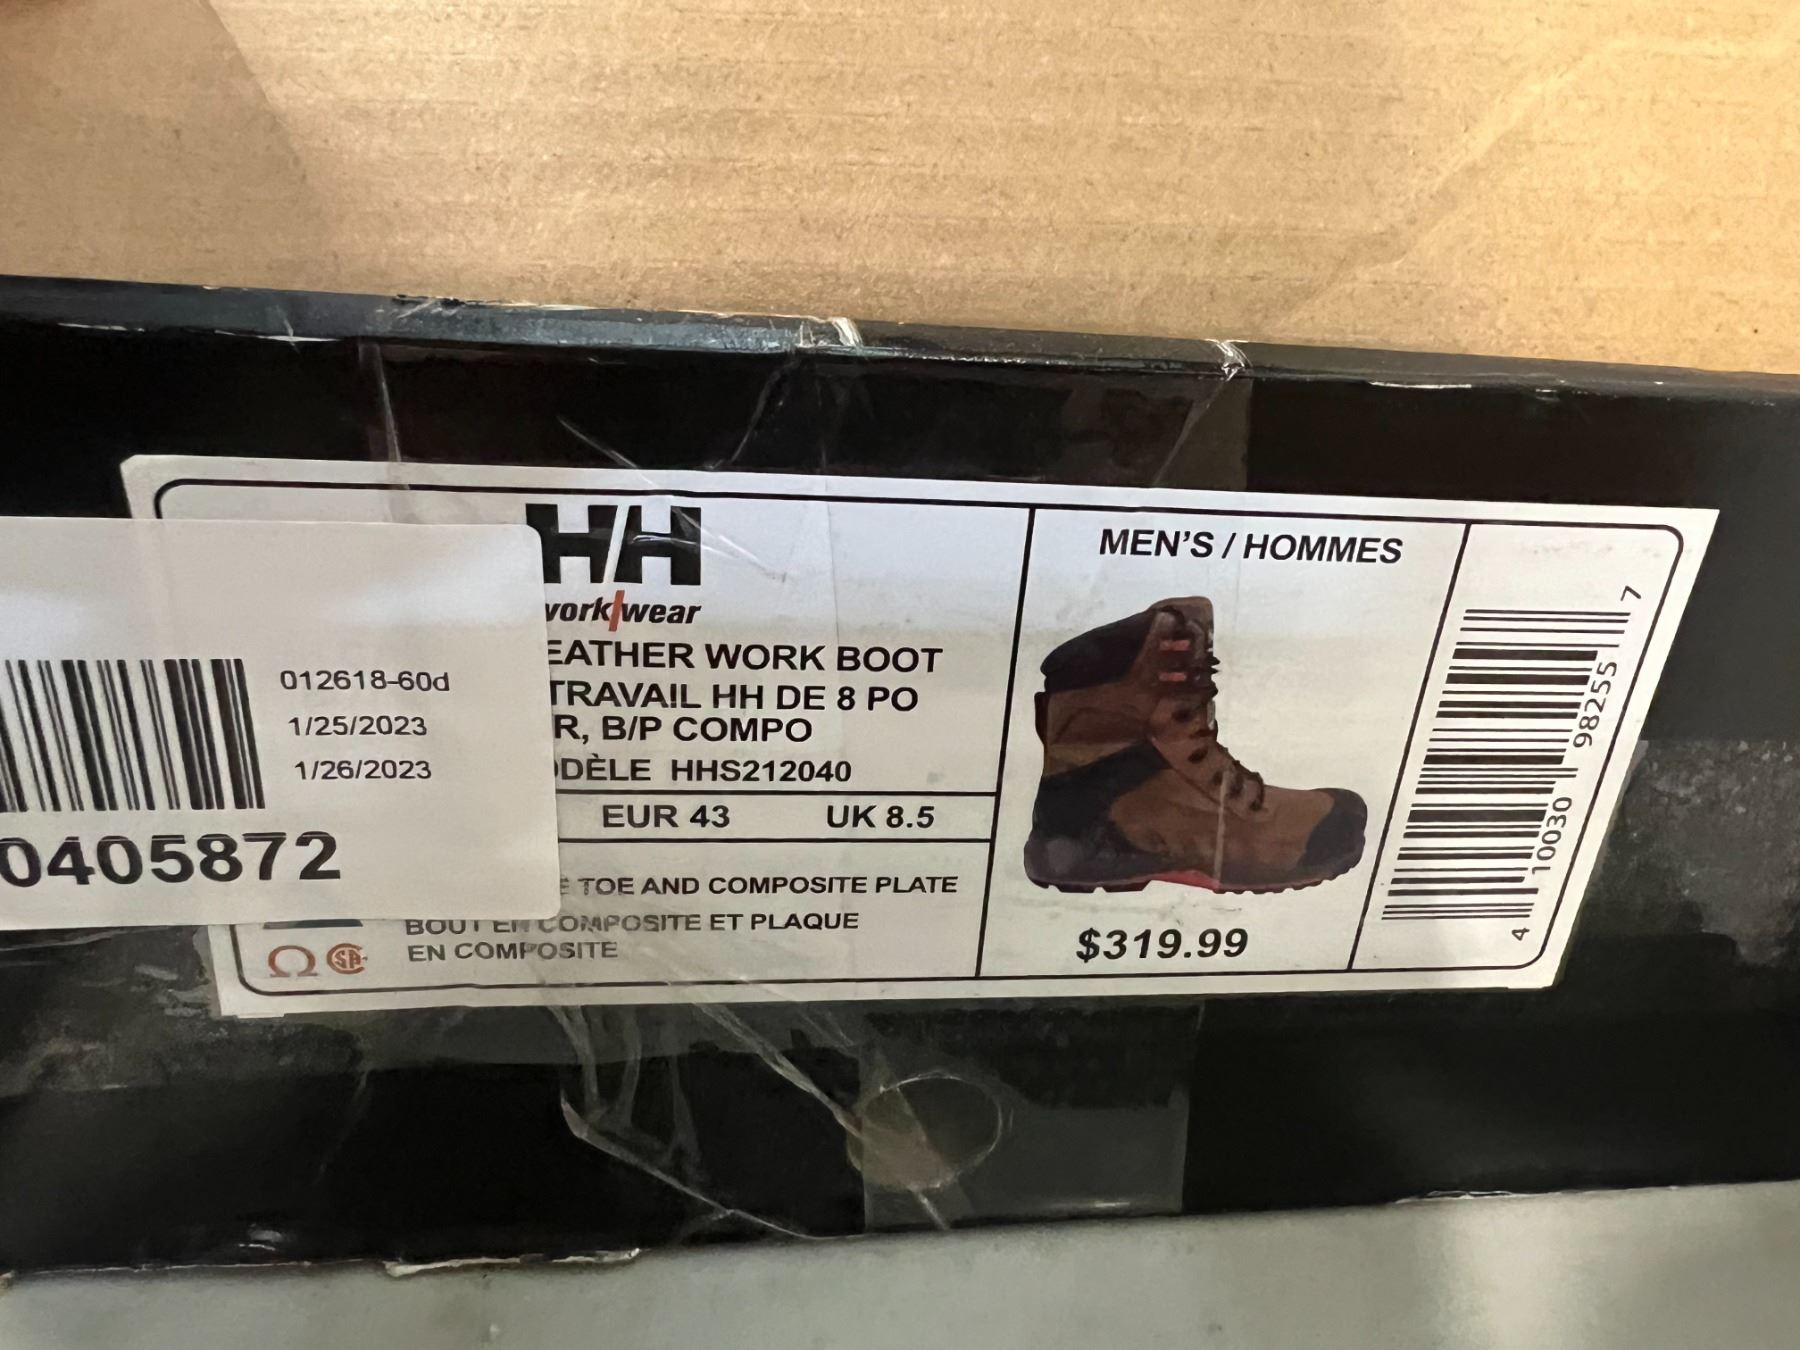 HH
work wear
EATHER WORK BOOT
TRAVAIL HH DE 8 PO
R, B/P COMPO
DÈLE HHS212040
EUR 43 UK 8.5
TOE AND COMPOSITE PLATE
BOUT EN COMPOSITE ET PLAQUE
EN COMPOSITE
CSA
012618-60d
1/25/2023
1/26/2023
0405872
MEN'S / HOMMES
$319.99
4 10030 98255 7